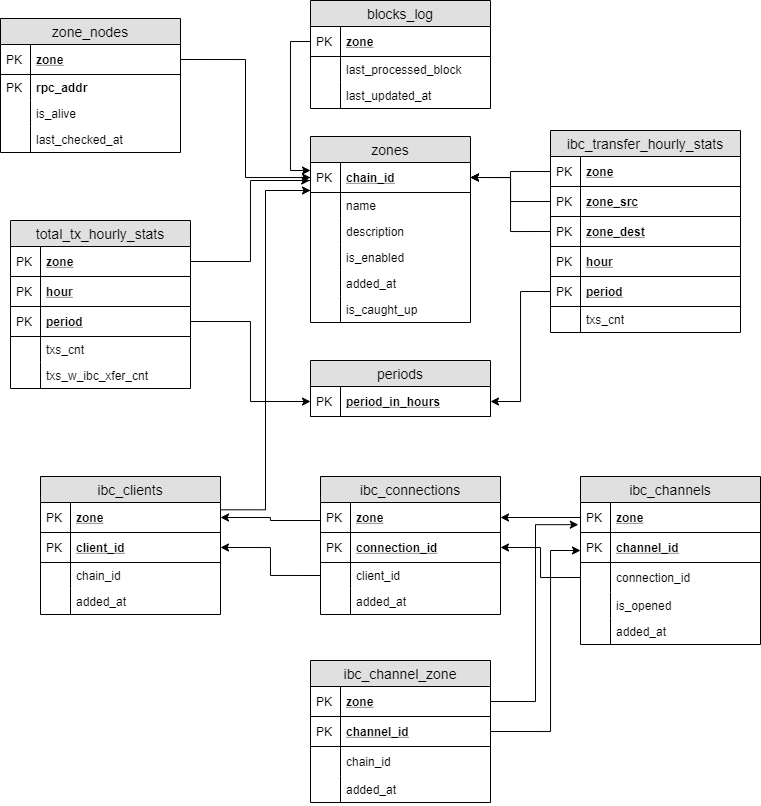 blocks_log
PK zone
last_processed_block
last_updated_at
zone_nodes
PK zone
PK rpc_addr
is_alive
last_checked_at
zones
PK chain_id
name
description
is_enabled
added_at
is_caught_up
ibc_transfer_hourly_stats
PK zone
PK zone_src
PK zone_dest
PK hour
PK period
txs_cnt
total_tx_hourly_stats
PK zone
PK hour
PK period
txs_cnt
txs_w_ibc_xfer_cnt
periods
PK period_in_hours
ibc_clients
PK zone
PK client_id
chain_id
added_at
ibc_connections
PK zone
PK connection_id
client_id
added_at
ibc_channels
PK zone
PK channel_id
connection_id
is_opened
added_at
ibc_channel_zone
PK zone
PK channel_id
chain_id
added_at